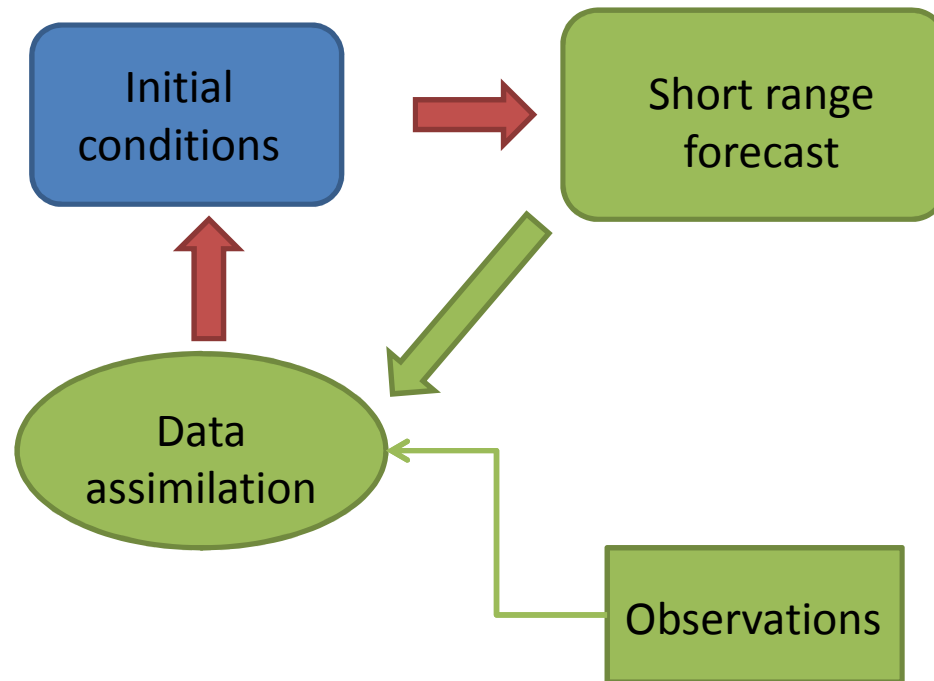 Initial
conditions
Short range
forecast
Data
assimilation
Observations